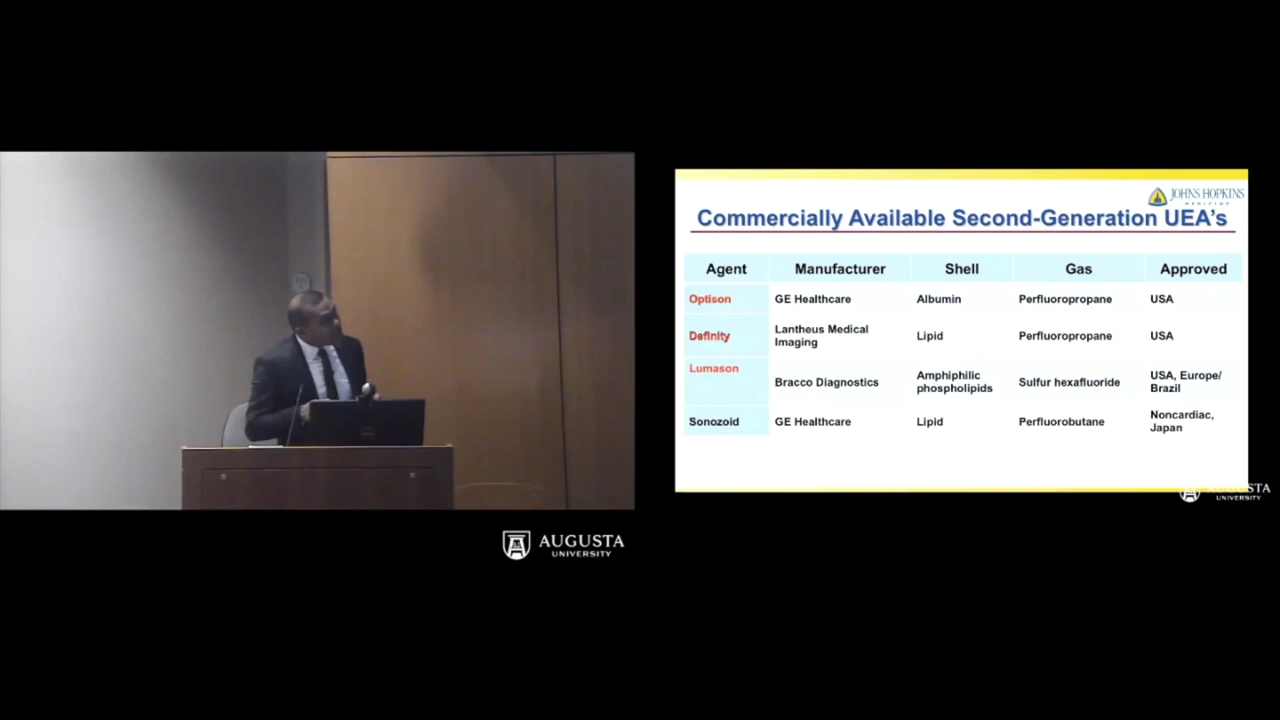 JOHNS HOPKINS
MEDICINE
Commercially Available Second-Generation UEA's
Agent Manufacturer Shell Gas Approved
Optison GE Healthcare Albumin Perfluoropropane USA
Definity Lantheus Medical Imaging Lipid Perfluoropropane USA
Lumason Bracco Diagnostics Amphiphilic phospholipids Sulfur hexafluoride USA, Europe/ Brazil
Sonozoid GE Healthcare Lipid Perfluorobutane Noncardiac, Japan
AUGUSTA
UNIVERSITY
AUGUSTA
UNIVERSITY